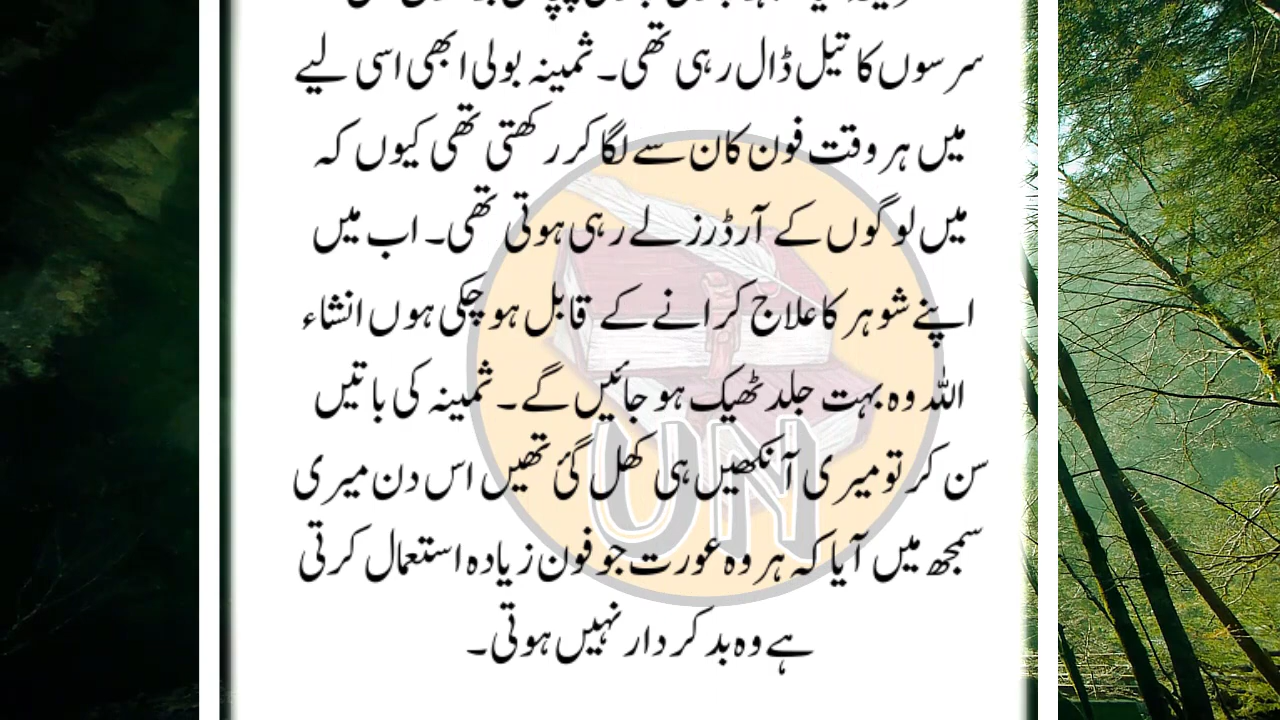 سرسوں کا تیل ڈال رہی تھی۔ ثمینہ بولی ابھی اسی لیے
میں ہر وقت فون کان سے لگا کر رکھتی تھی کیوں کہ
میں لوگوں کے آرڈرز لے رہی ہوتی تھی۔ اب میں
اپنے شوہر کا علاج کرانے کے قابل ہو چکی ہوں انشاء
اللہ وہ بہت جلد ٹھیک ہو جائیں گے۔ ثمینہ کی باتیں
سن کر تو میری آنکھیں ہی کھل گئ تھیں اس دن میری
سمجھ میں آیا کہ ہر وہ عورت جو فون زیادہ استعمال کرتی
ہے وہ بد کردار نہیں ہوتی۔
UN